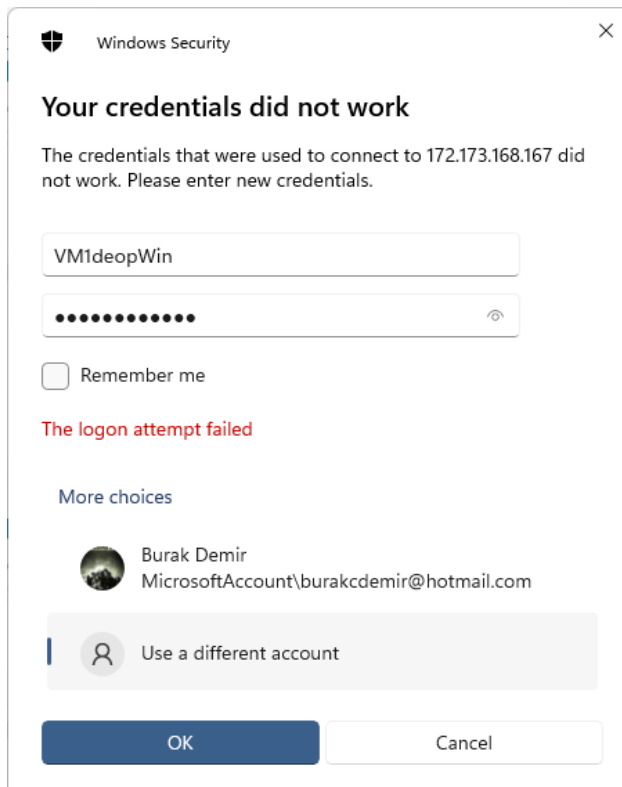 Windows Security
Your credentials did not work
The credentials that were used to connect to 172.173.168.167 did
not work. Please enter new credentials.
VM1deopWin
••••••••••••
Remember me
The logon attempt failed
More choices
Burak Demir
MicrosoftAccount\burakcdemir@hotmail.com
Use a different account
OK
Cancel